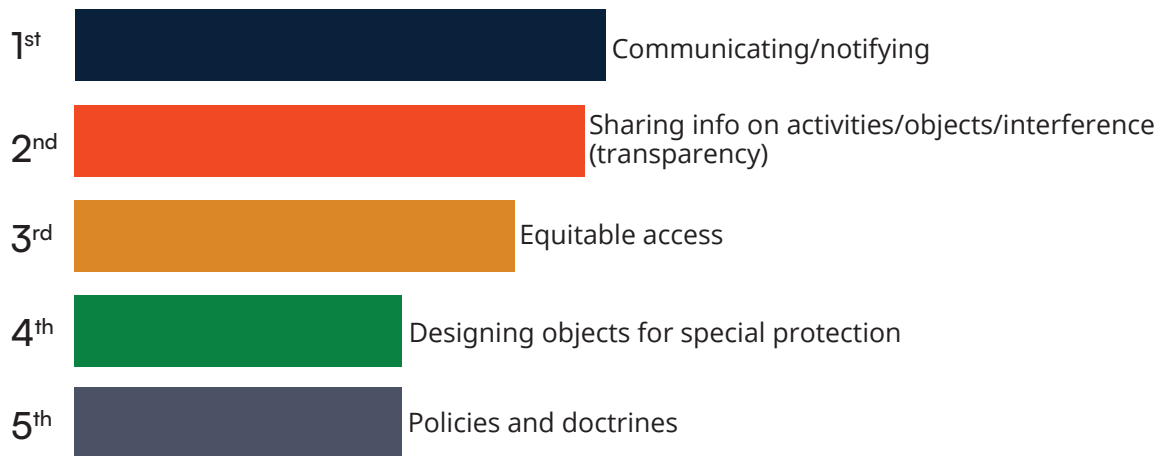 1st Communicating/notifying
2nd Sharing info on activities/objects/interference
(transparency)
3rd Equitable access
4th Designing objects for special protection
5th Policies and doctrines